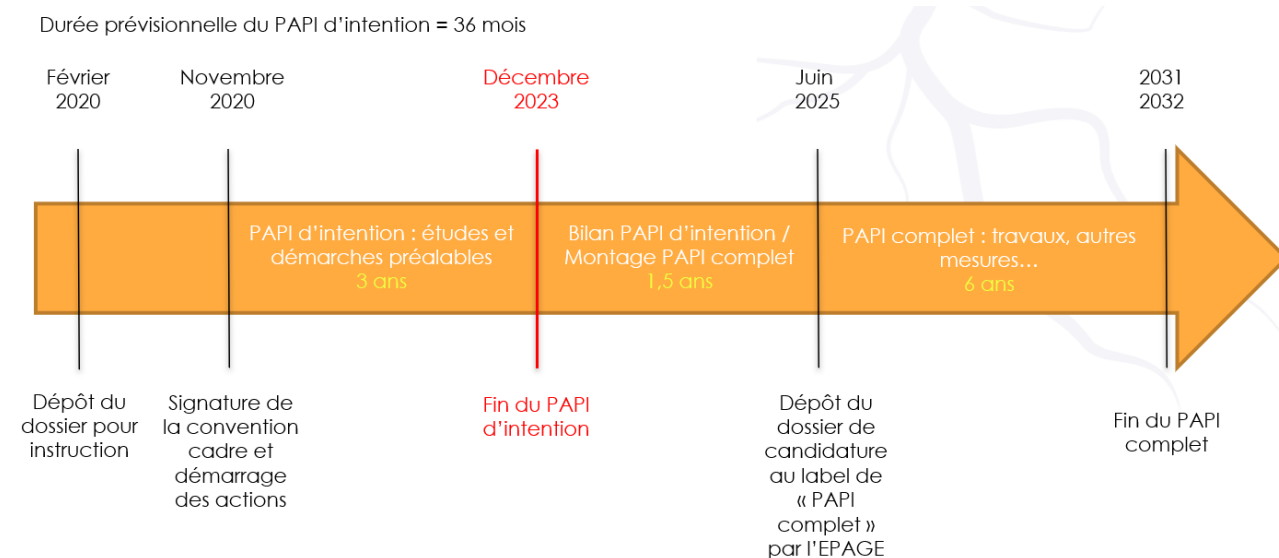 Durée prévisionnelle du PAPI d’intention = 36 mois
Février
2020
Novembre
2020
Décembre
2023
Juin
2025
2031
2032
PAPI d’intention : études et
démarches préalables
3 ans
Bilan PAPI d’intention /
Montage PAPI complet
1,5 ans
PAPI complet : travaux, autres
mesures…
6 ans
Dépôt du
dossier pour
instruction
Signature de
la convention
cadre et
démarrage
des actions
Fin du PAPI
d’intention
Dépôt du
dossier de
candidature
au label de
« PAPI
complet »
par l’EPAGE
Fin du PAPI
complet